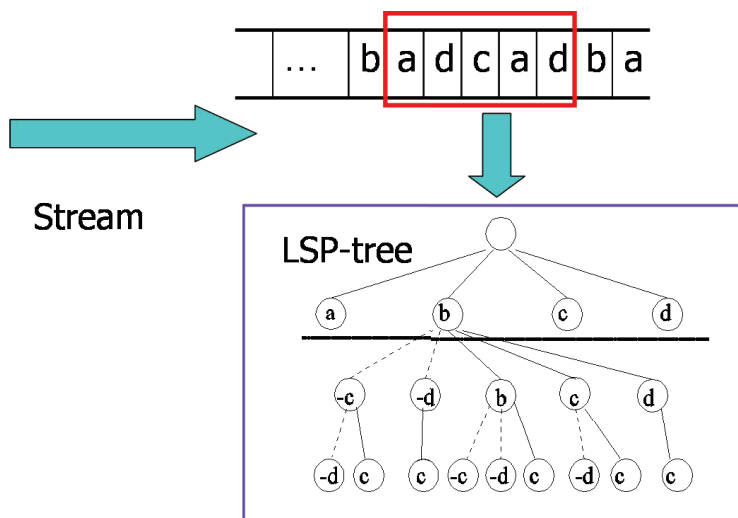 ... b a d c a d b a
Stream
LSP-tree
a b c d
-c -d b c d
-d c c -c -d c -d c c